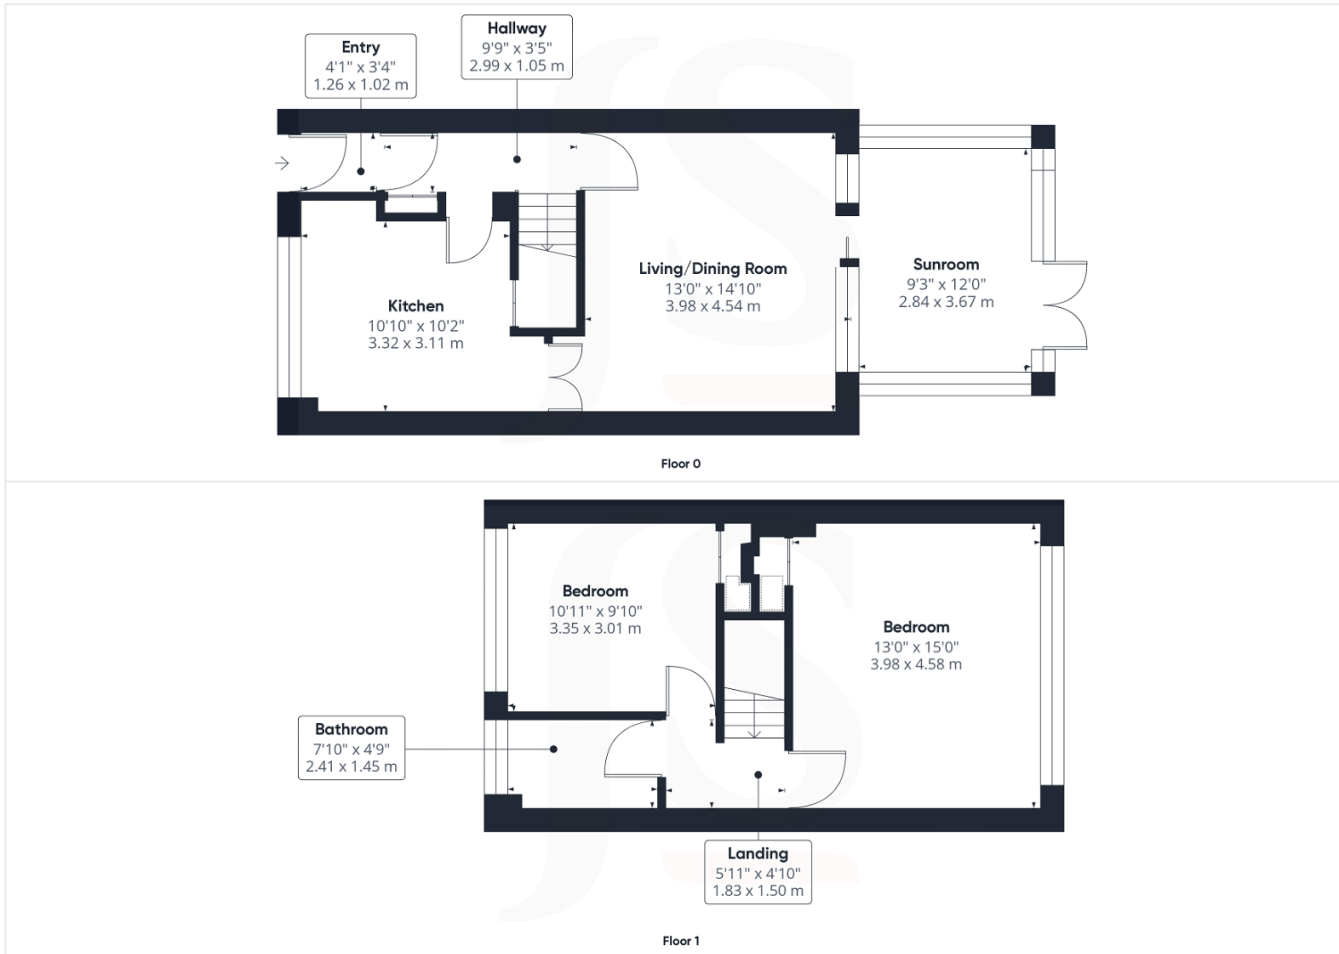 Hallway
9'9" x 3'5"
2.99 x 1.05 m
Entry
4'1" x 3'4"
1.26 x 1.02 m
Living/Dining Room
13'0" x 14'10"
3.98 x 4.54 m
Sunroom
9'3" x 12'0"
2.84 x 3.67 m
Kitchen
10'10" x 10'2"
3.32 x 3.11 m
Floor 0
Bedroom
10'11" x 9'10"
3.35 x 3.01 m
Bedroom
13'0" x 15'0"
3.98 x 4.58 m
Bathroom
7'10" x 4'9"
2.41 x 1.45 m
Landing
5'11" x 4'10"
1.83 x 1.50 m
Floor 1